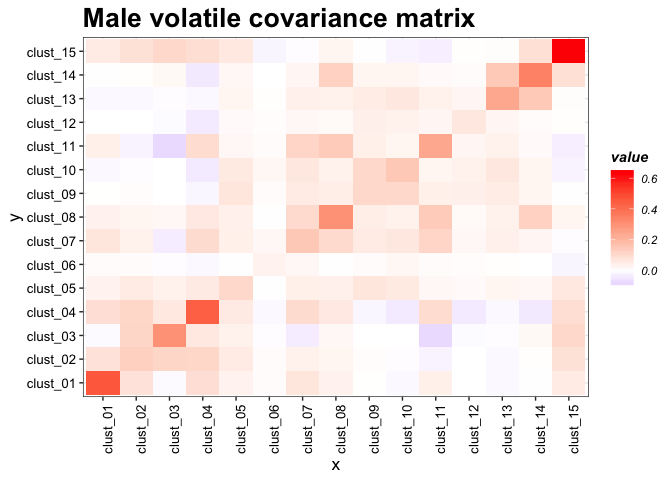 Male volatile covariance matrix
clust_15
clust_14
clust_13
clust_12
clust_11
clust_10
clust_09
clust_08
clust_07
clust_06
clust_05
clust_04
clust_03
clust_02
clust_01
y
clust_01
clust_02
clust_03
clust_04
clust_05
clust_06
clust_07
clust_08
clust_09
clust_10
clust_11
clust_12
clust_13
clust_14
clust_15
x
value
0.6
0.4
0.2
0.0